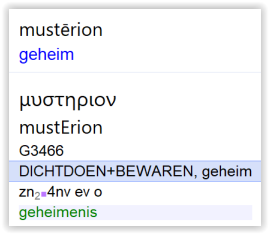 mustērion
geheim
μυστηριον
mustErion
G3466
DICHTDOEN+BEWAREN, geheim
zn2■4nv ev o
geheimenis